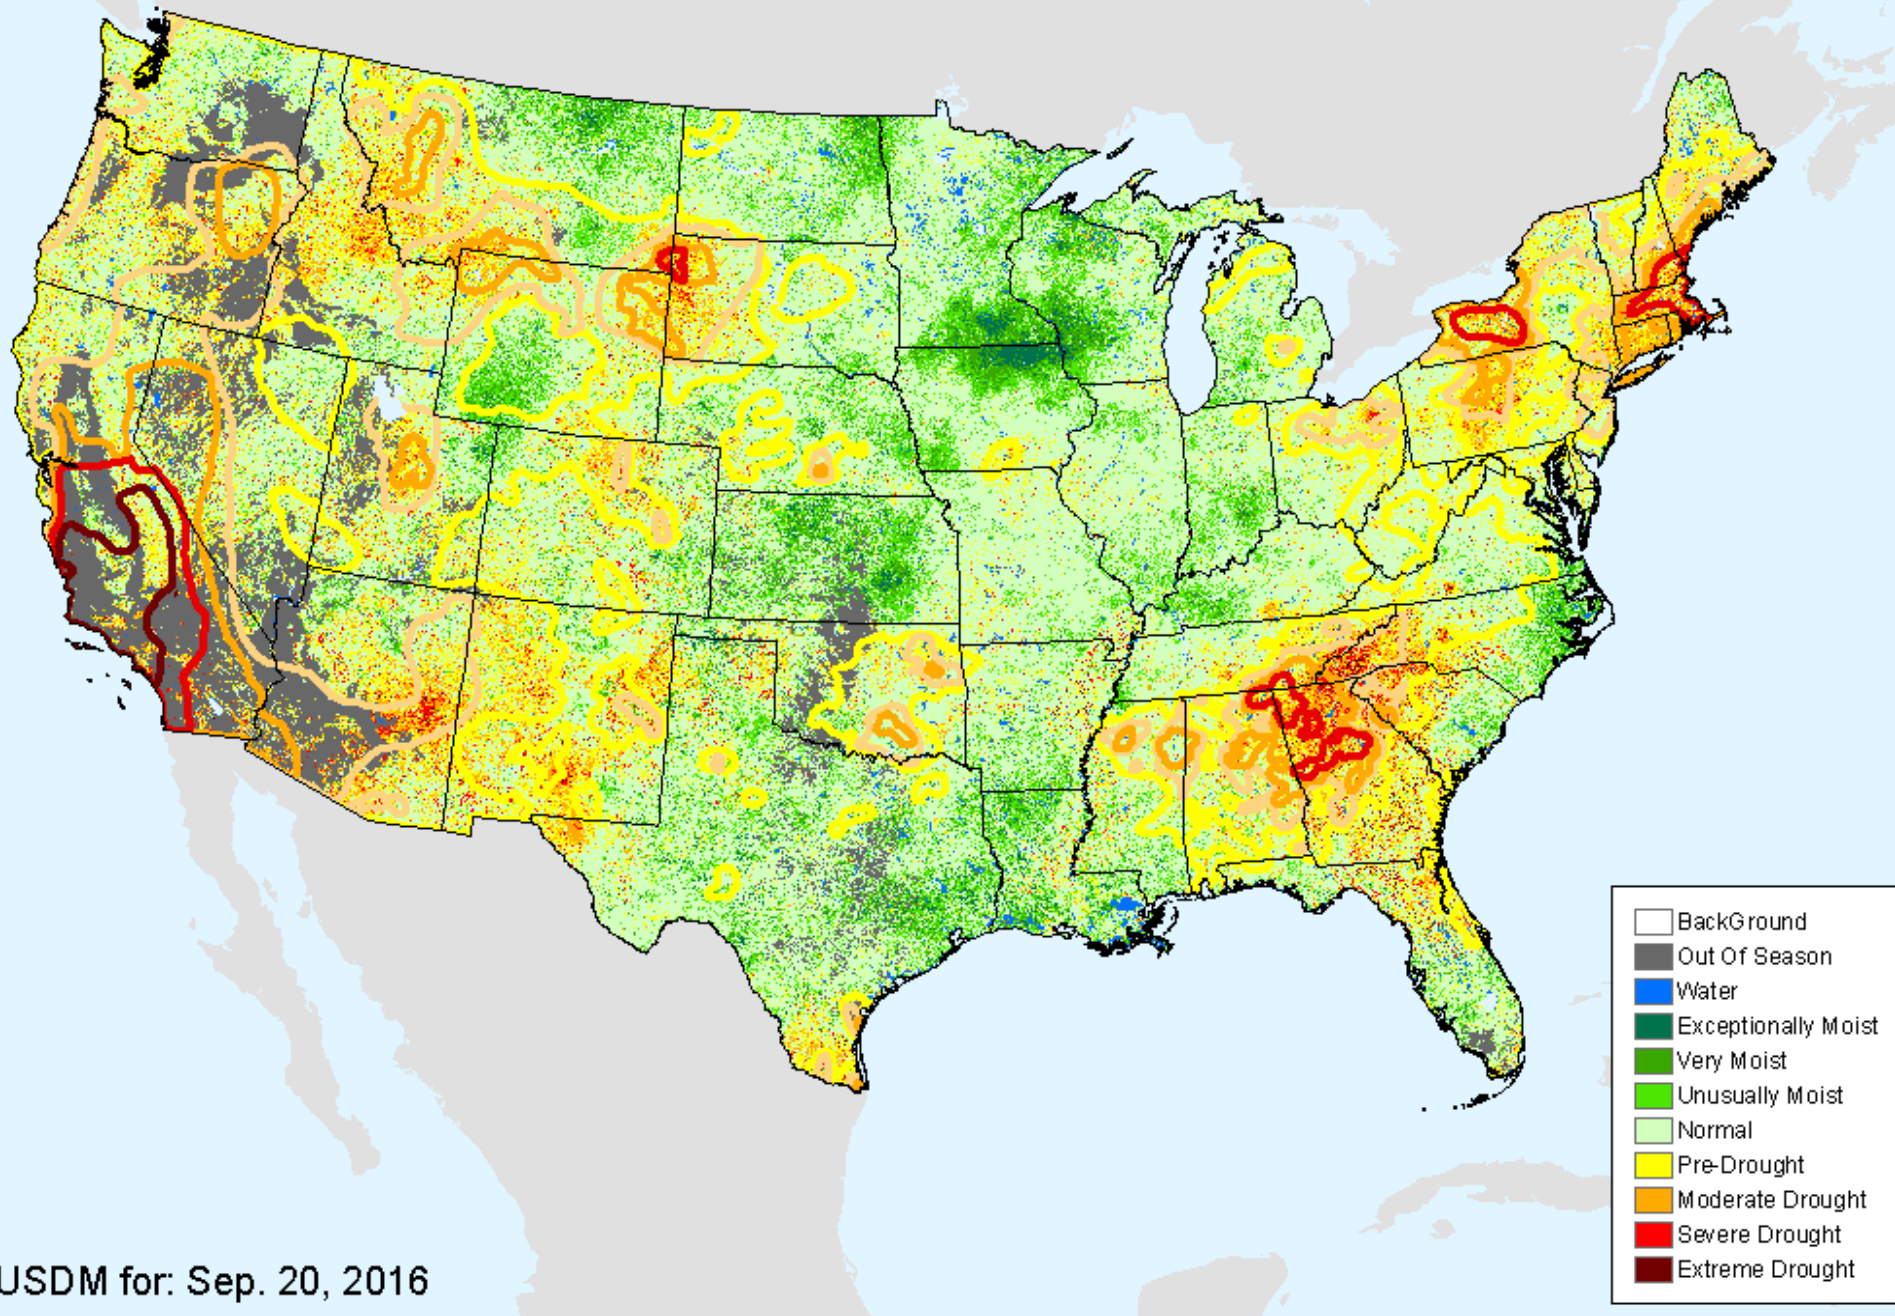 BackGround
Out Of Season
Water
Exceptionally Moist
Very Moist
Unusually Moist
Normal
Pre-Drought
Moderate Drought
Severe Drought
Extreme Drought
USDM for: Sep. 20, 2016